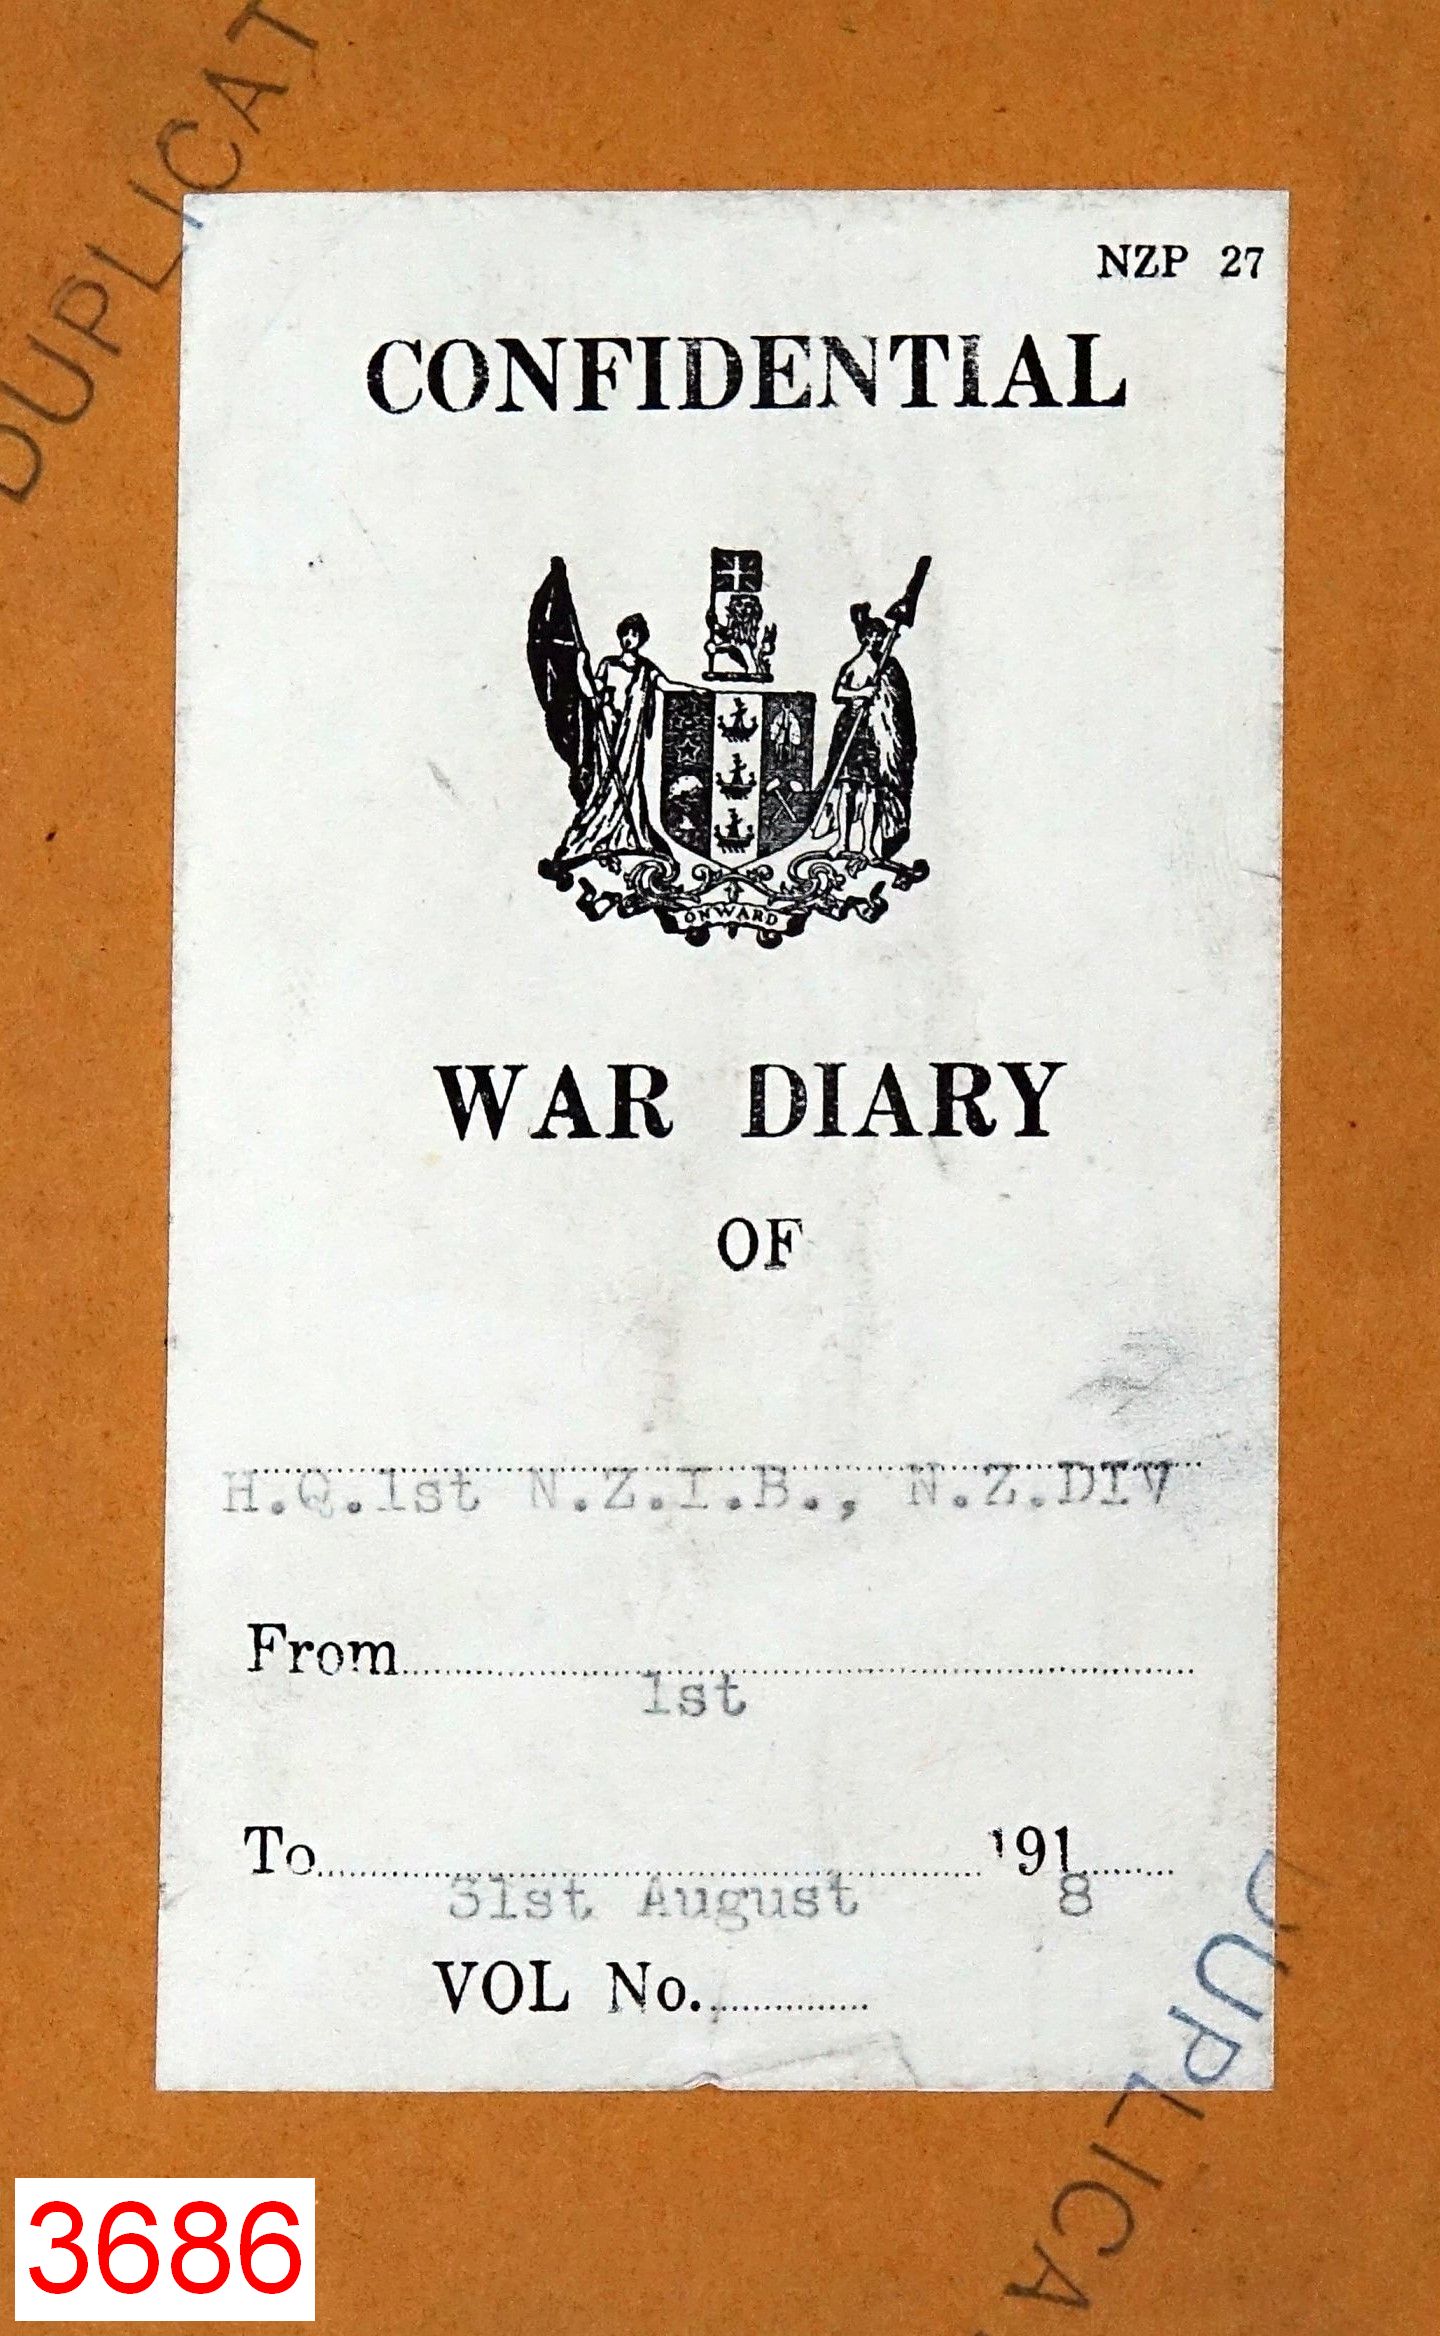 DUPLICAT
NZP 27
CONFIDENTIAL
ONWARD
WAR DIARY
OF
H.Q.1st N.Z.I.B., N.Z.DIV
From
1st
To 191
31st August 8
VOL No.
DUPLICA
3686